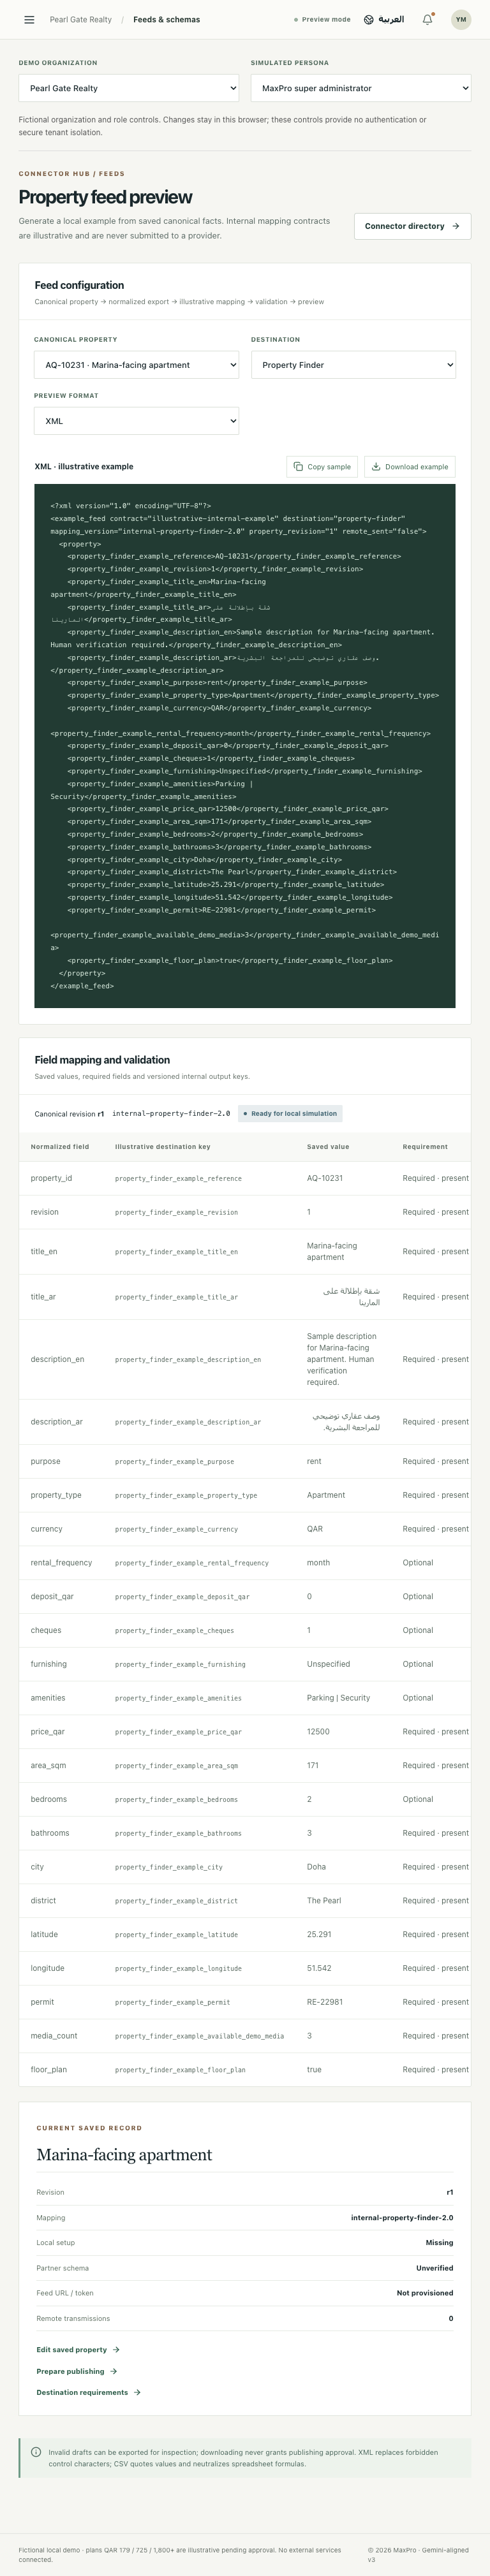 Pearl Gate Realty / Feeds & schemas
Preview mode
العربية
YM
DEMO ORGANIZATION
Pearl Gate Realty
SIMULATED PERSONA
MaxPro super administrator
Fictional organization and role controls. Changes stay in this browser; these controls provide no authentication or
secure tenant isolation.
CONNECTOR HUB / FEEDS
Property feed preview
Generate a local example from saved canonical facts. Internal mapping contracts
are illustrative and are never submitted to a provider.
Connector directory →
Feed configuration
Canonical property → normalized export → illustrative mapping → validation → preview
CANONICAL PROPERTY
AQ-10231 · Marina-facing apartment
DESTINATION
Property Finder
PREVIEW FORMAT
XML
XML · illustrative example
Copy sample
Download example
<?xml version="1.0" encoding="UTF-8"?>
<example_feed contract="illustrative-internal-example" destination="property-finder"
mapping_version="internal-property-finder-2.0" property_revision="1" remote_sent="false">
<property>
<property_finder_example_reference>AQ-10231</property_finder_example_reference>
<property_finder_example_revision>1</property_finder_example_revision>
<property_finder_example_title_en>Marina-facing
apartment</property_finder_example_title_en>
<property_finder_example_title_ar>شقة بإطلالة على
المارينا</property_finder_example_title_ar>
<property_finder_example_description_en>Sample description for Marina-facing apartment.
Human verification required.</property_finder_example_description_en>
<property_finder_example_description_ar>وصف عقاري توضيحي للمراجعة البشرية.
</property_finder_example_description_ar>
<property_finder_example_purpose>rent</property_finder_example_purpose>
<property_finder_example_property_type>Apartment</property_finder_example_property_type>
<property_finder_example_currency>QAR</property_finder_example_currency>
<property_finder_example_rental_frequency>month</property_finder_example_rental_frequency>
<property_finder_example_deposit_qar>0</property_finder_example_deposit_qar>
<property_finder_example_cheques>1</property_finder_example_cheques>
<property_finder_example_furnishing>Unspecified</property_finder_example_furnishing>
<property_finder_example_amenities>Parking |
Security</property_finder_example_amenities>
<property_finder_example_price_qar>12500</property_finder_example_price_qar>
<property_finder_example_area_sqm>171</property_finder_example_area_sqm>
<property_finder_example_bedrooms>2</property_finder_example_bedrooms>
<property_finder_example_bathrooms>3</property_finder_example_bathrooms>
<property_finder_example_city>Doha</property_finder_example_city>
<property_finder_example_district>The Pearl</property_finder_example_district>
<property_finder_example_latitude>25.291</property_finder_example_latitude>
<property_finder_example_longitude>51.542</property_finder_example_longitude>
<property_finder_example_permit>RE-22981</property_finder_example_permit>
<property_finder_example_available_demo_media>3</property_finder_example_available_demo_medi
a>
<property_finder_example_floor_plan>true</property_finder_example_floor_plan>
</property>
</example_feed>
Field mapping and validation
Saved values, required fields and versioned internal output keys.
Canonical revision r1 internal-property-finder-2.0 Ready for local simulation
Normalized field Illustrative destination key Saved value Requirement
property_id property_finder_example_reference AQ-10231 Required · present
revision property_finder_example_revision 1 Required · present
title_en property_finder_example_title_en Marina-facing
apartment Required · present
title_ar property_finder_example_title_ar شقة بإطلالة على
المارينا Required · present
description_en property_finder_example_description_en Sample description
for Marina-facing
apartment. Human
verification
required. Required · present
description_ar property_finder_example_description_ar وصف عقاري توضيحي
للمراجعة البشرية. Required · present
purpose property_finder_example_purpose rent Required · present
property_type property_finder_example_property_type Apartment Required · present
currency property_finder_example_currency QAR Required · present
rental_frequency property_finder_example_rental_frequency month Optional
deposit_qar property_finder_example_deposit_qar 0 Optional
cheques property_finder_example_cheques 1 Optional
furnishing property_finder_example_furnishing Unspecified Optional
amenities property_finder_example_amenities Parking | Security Optional
price_qar property_finder_example_price_qar 12500 Required · present
area_sqm property_finder_example_area_sqm 171 Required · present
bedrooms property_finder_example_bedrooms 2 Optional
bathrooms property_finder_example_bathrooms 3 Required · present
city property_finder_example_city Doha Required · present
district property_finder_example_district The Pearl Required · present
latitude property_finder_example_latitude 25.291 Required · present
longitude property_finder_example_longitude 51.542 Required · present
permit property_finder_example_permit RE-22981 Required · present
media_count property_finder_example_available_demo_media 3 Required · present
floor_plan property_finder_example_floor_plan true Required · present
CURRENT SAVED RECORD
Marina-facing apartment
Revision r1
Mapping internal-property-finder-2.0
Local setup Missing
Partner schema Unverified
Feed URL / token Not provisioned
Remote transmissions 0
Edit saved property →
Prepare publishing →
Destination requirements →
Invalid drafts can be exported for inspection; downloading never grants publishing approval. XML replaces forbidden
control characters; CSV quotes values and neutralizes spreadsheet formulas.
Fictional local demo · plans QAR 179 / 725 / 1,800+ are illustrative pending approval. No external services
connected.
© 2026 MaxPro · Gemini-aligned
v3